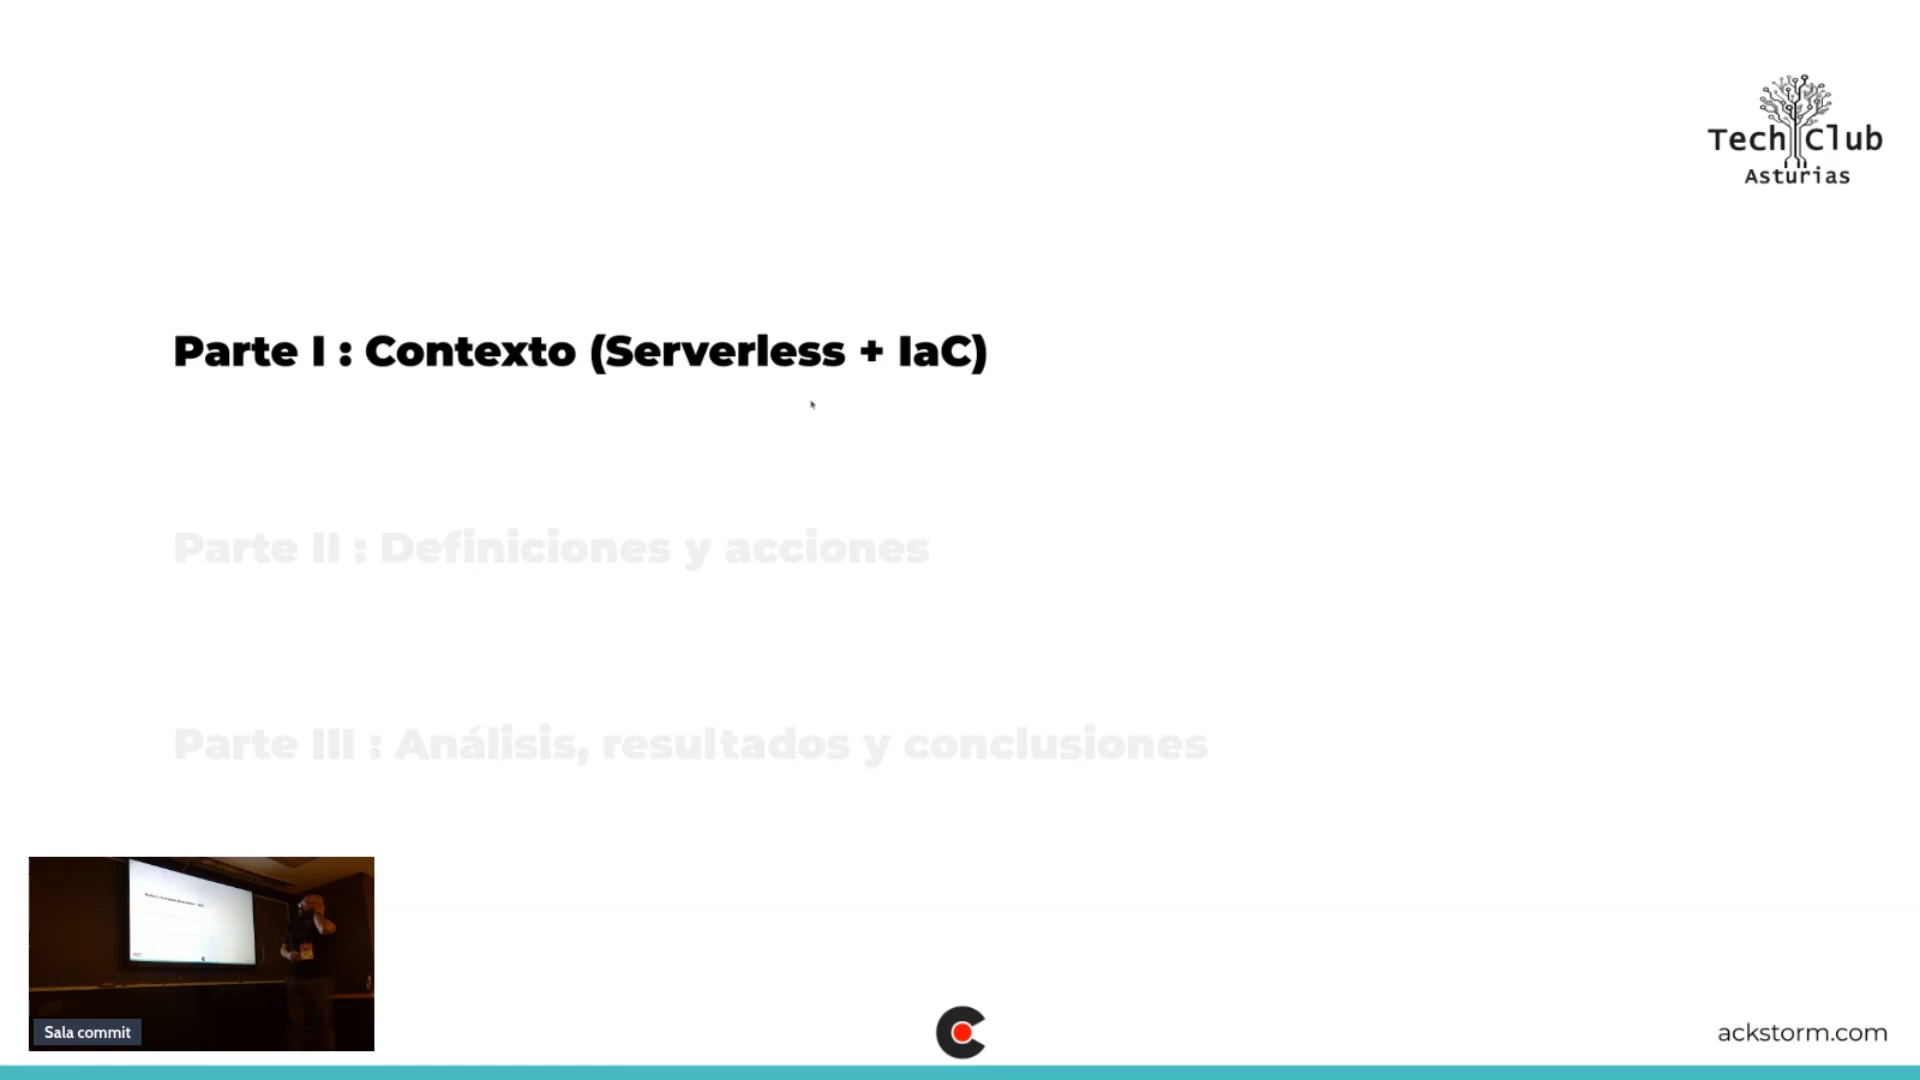 Tech Club
Asturias
Parte I : Contexto (Serverless + IaC)
Parte II : Definiciones y acciones
Parte III : Análisis, resultados y conclusiones
Sala commit
ackstorm.com